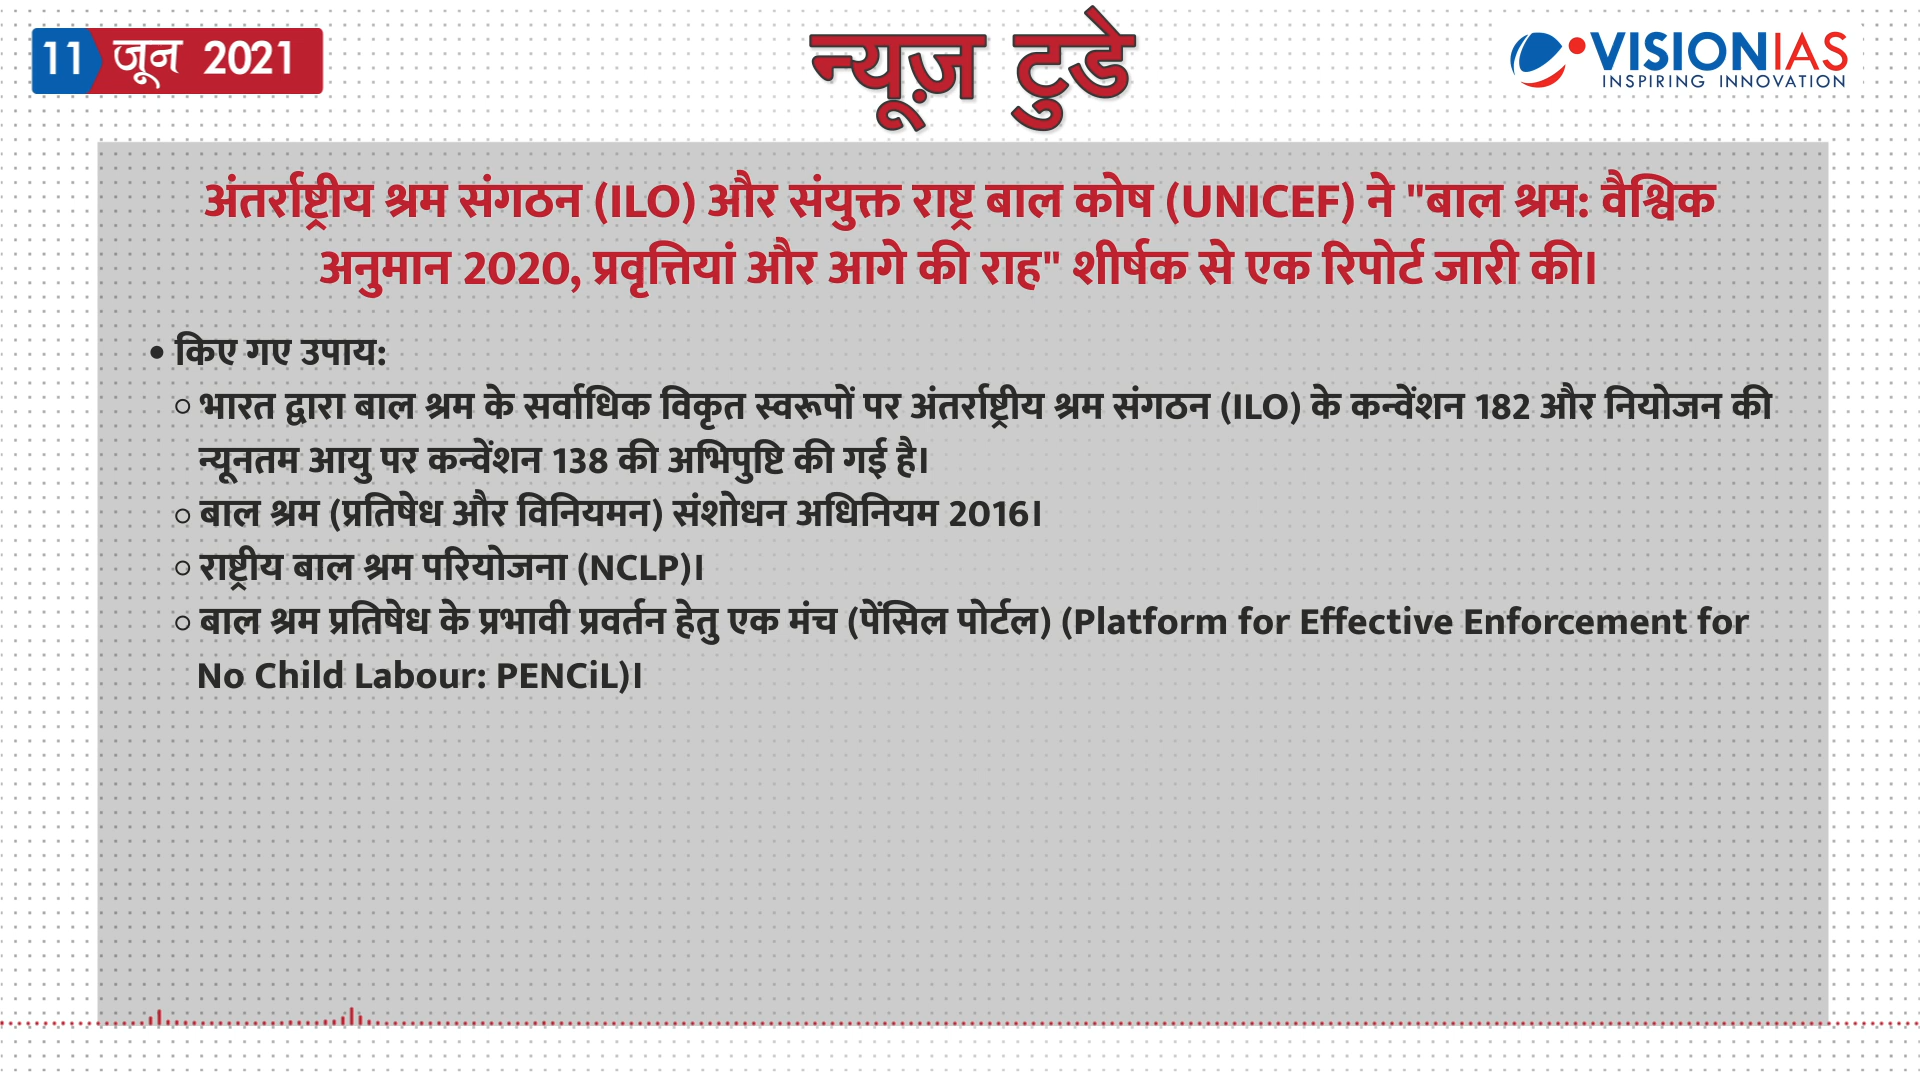 11 जून 2021
न्यूज़ टुडे
VISIONIAS
INSPIRING INNOVATION
अंतर्राष्ट्रीय श्रम संगठन (ILO) और संयुक्त राष्ट्र बाल कोष (UNICEF) ने "बाल श्रम: वैश्विक
अनुमान 2020, प्रवृत्तियां और आगे की राह" शीर्षक से एक रिपोर्ट जारी की।
• किए गए उपाय:
○ भारत द्वारा बाल श्रम के सर्वाधिक विकृत स्वरूपों पर अंतर्राष्ट्रीय श्रम संगठन (ILO) के कन्वेंशन 182 और नियोजन की
न्यूनतम आयु पर कन्वेंशन 138 की अभिपुष्टि की गई है।
○ बाल श्रम (प्रतिषेध और विनियमन) संशोधन अधिनियम 2016।
○ राष्ट्रीय बाल श्रम परियोजना (NCLP)।
○ बाल श्रम प्रतिषेध के प्रभावी प्रवर्तन हेतु एक मंच (पेंसिल पोर्टल) (Platform for Effective Enforcement for
No Child Labour: PENCiL)।